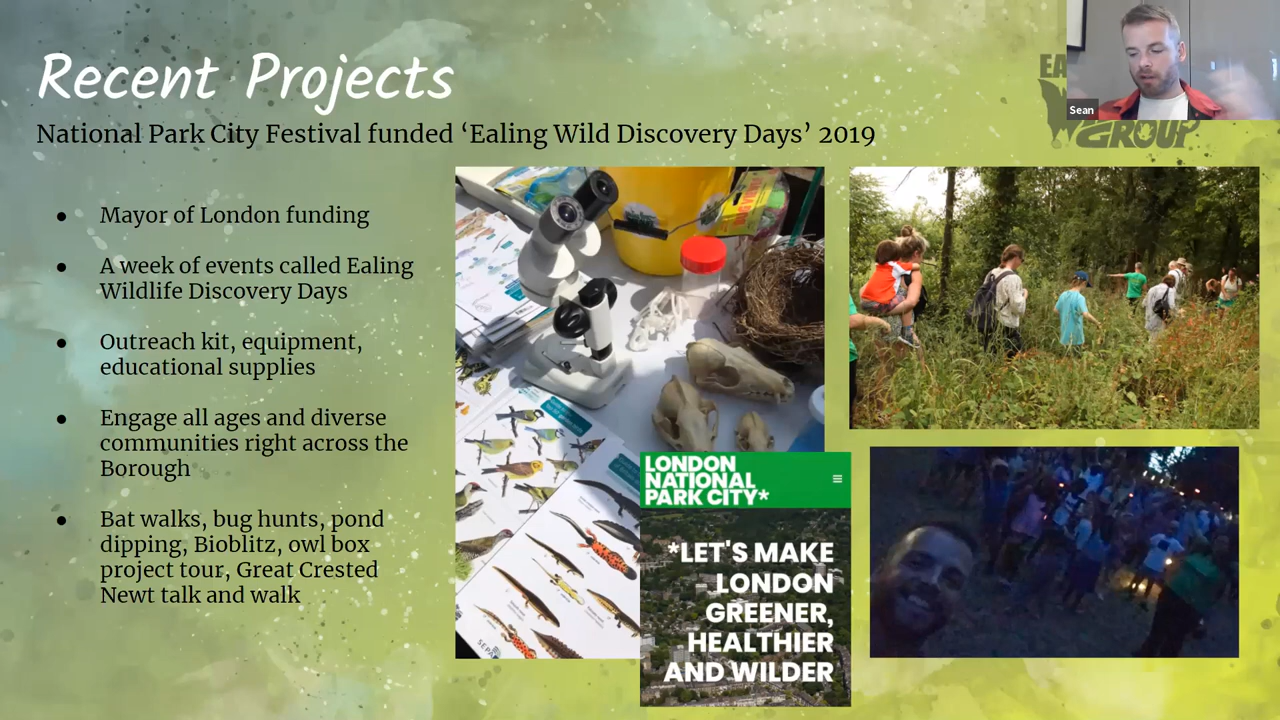 Recent Projects
National Park City Festival funded ‘Ealing Wild Discovery Days’ 2019
EA
GROUP
Sean
● Mayor of London funding
● A week of events called Ealing
Wildlife Discovery Days
● Outreach kit, equipment,
educational supplies
● Engage all ages and diverse
communities right across the
Borough
● Bat walks, bug hunts, pond
dipping, Bioblitz, owl box
project tour, Great Crested
Newt talk and walk
LONDON
NATIONAL
PARK CITY*
*LET'S MAKE
LONDON
GREENER,
HEALTHIER
AND WILDER